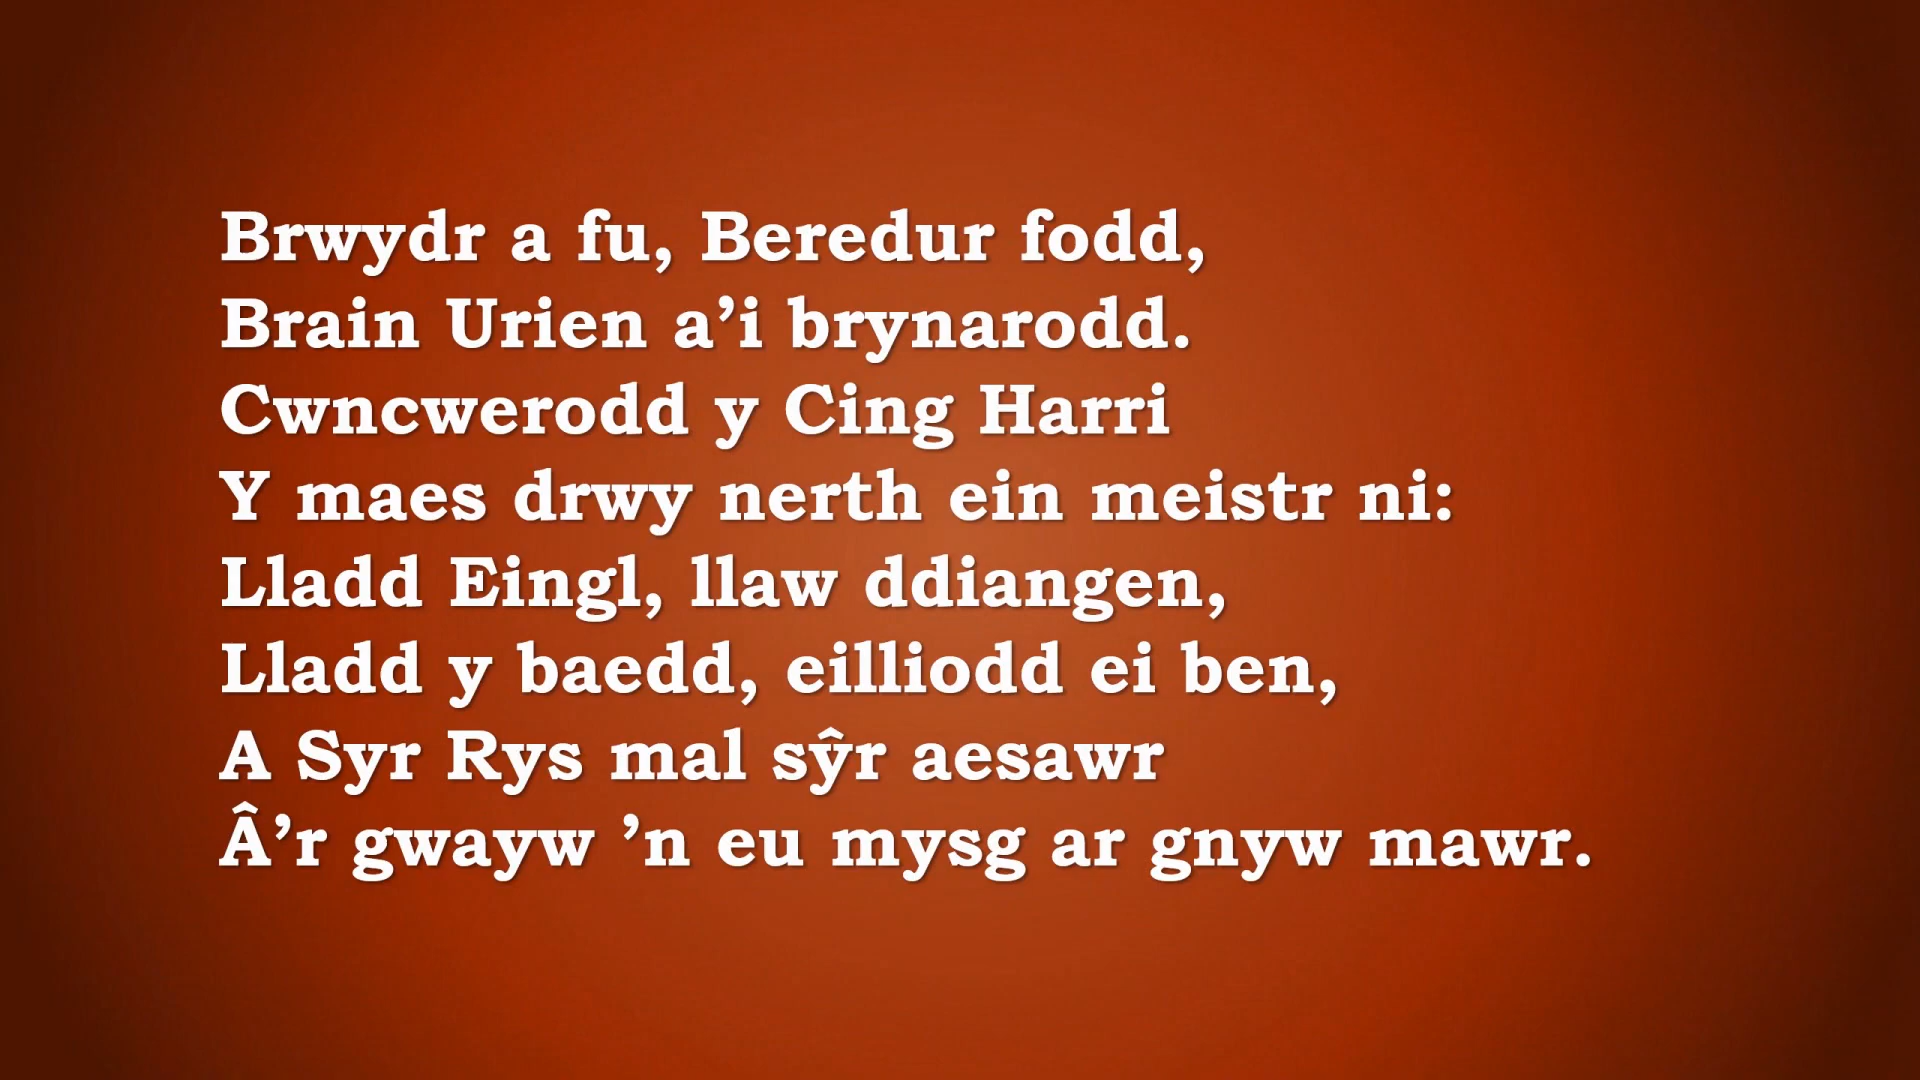 Brwydr a fu, Beredur fodd,
Brain Urien a’i brynarodd.
Cwncwerodd y Cing Harri
Y maes drwy nerth ein meistr ni:
Lladd Eingl, llaw ddiangen,
Lladd y baedd, eilliodd ei ben,
A Syr Rys mal sŷr aesawr
Â’r gwayw ’n eu mysg ar gnyw mawr.